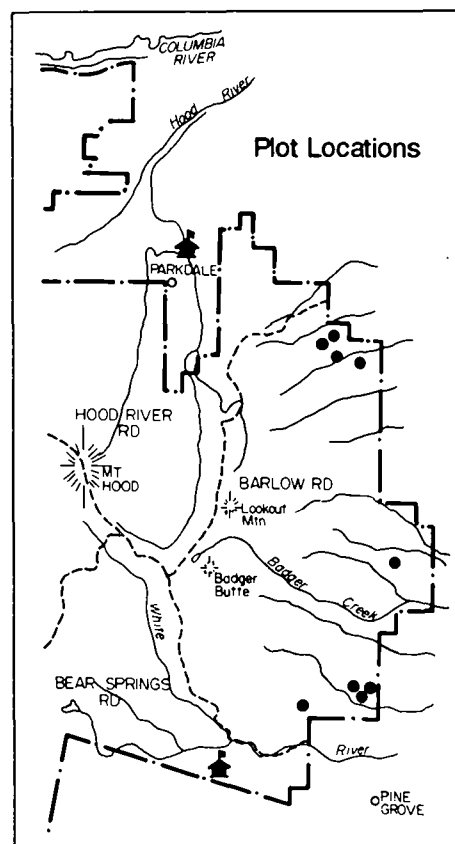 COLUMBIA
RIVER
Hood River
Plot Locations
PARKDALE
HOOD RIVER
RD
MT
HOOD
BARLOW RD
Lookout
Mtn
Badger
Butte
Badger Creek
White River
BEAR SPRINGS
RD
PINE
GROVE